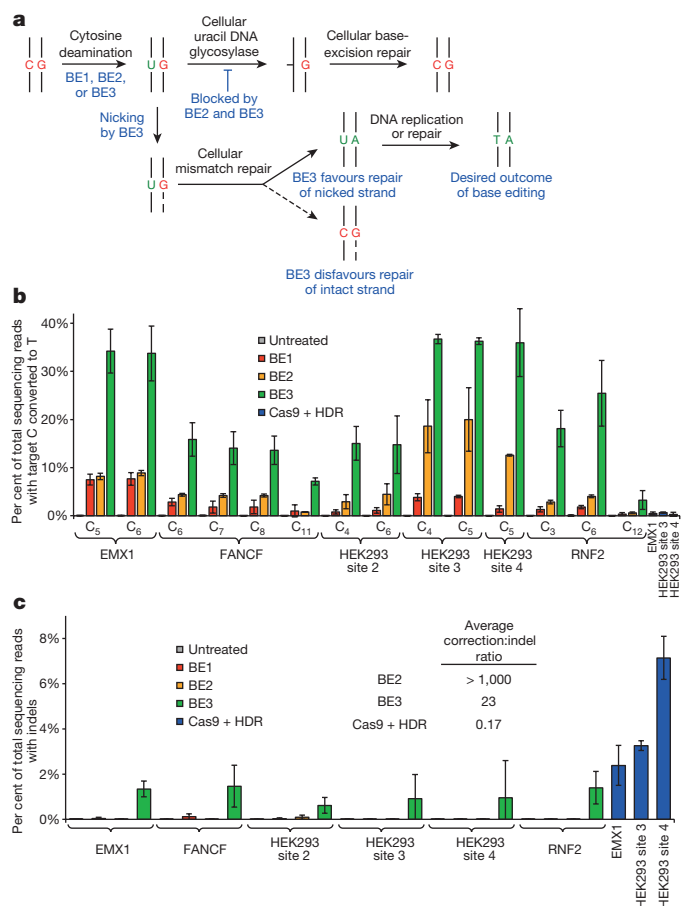 a
Cytosine
deamination
Cellular
uracil DNA
glycosylase
Cellular base-
excision repair
C G
U G
G
C G
BE1, BE2,
or BE3
Blocked by
BE2 and BE3
Nicking
by BE3
DNA replication
or repair
Cellular
mismatch repair
U A
T A
U G
BE3 favours repair
of nicked strand
Desired outcome
of base editing
C G
BE3 disfavours repair
of intact strand
b
Per cent of total sequencing reads
with target C converted to T
40%
30%
20%
10%
0%
Untreated
BE1
BE2
BE3
Cas9 + HDR
C5 C6 C6 C7 C8 C11 C4 C6 C4 C5 C5 C3 C6 C12
EMX1
FANCF
HEK293
site 2
HEK293
site 3
HEK293
site 4
RNF2
EMX1
HEK293 site 3
HEK293 site 4
c
Per cent of total sequencing reads
with indels
8%
6%
4%
2%
0%
Untreated
BE1
BE2
BE3
Cas9 + HDR
Average
correction:indel
ratio
BE2 > 1,000
BE3 23
Cas9 + HDR 0.17
EMX1
FANCF
HEK293
site 2
HEK293
site 3
HEK293
site 4
RNF2
EMX1
HEK293 site 3
HEK293 site 4